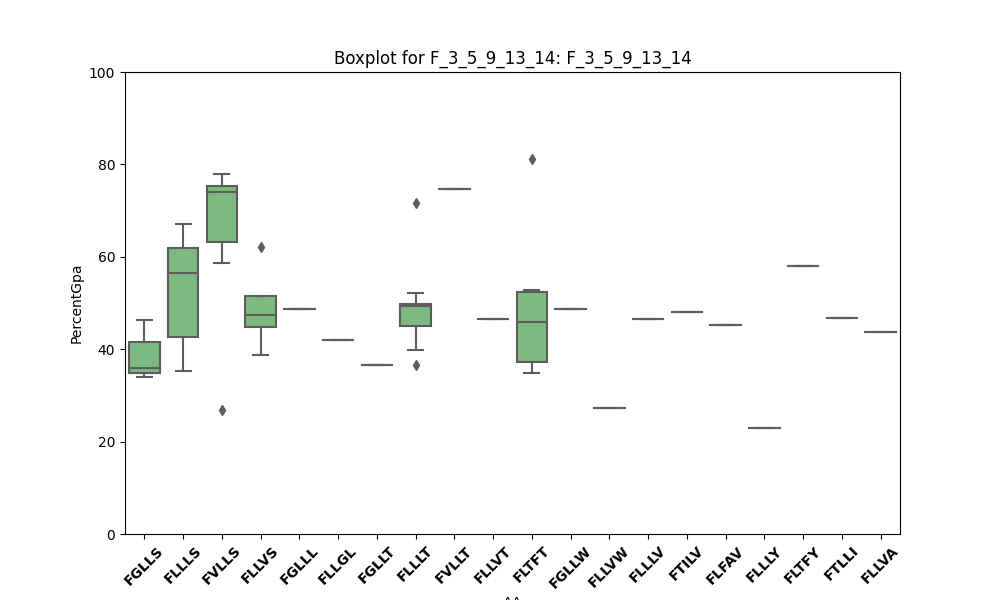 Boxplot for F_3_5_9_13_14: F_3_5_9_13_14
PercentGpa
100
80
60
40
20
0
FGLLS
FLLLS
FVLLS
FLLVS
FGLLL
FLLGL
FGLLT
FLLLT
FVLLT
FLLVT
FLTFT
FGLLW
FLLVW
FLLLV
FTILV
FLFAV
FLLLY
FLTFY
FTLLI
FLLVA